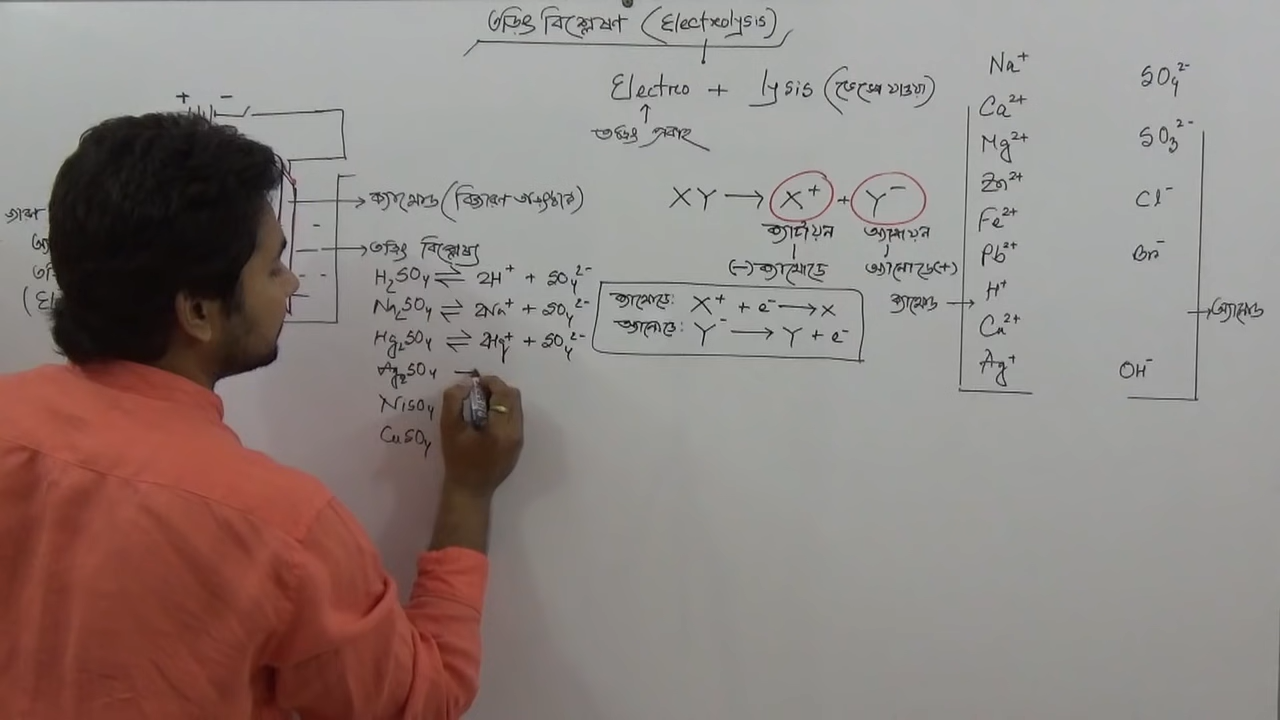 তড়িৎ বিশ্লেষণ (Electrolysis)
Electro + lysis (ভেঙ্গে যাওয়া)
তড়িৎ প্রবাহ
+ -
XY → X⁺ + Y⁻
ক্যাটায়ন অ্যানায়ন
(-) ক্যাথোডে অ্যানোডে(+)
ক্যাথোডে: X⁺ + e⁻ → X
অ্যানোডে: Y⁻ → Y + e⁻
ক্যাথোড (বিজারণ
তড়িৎ বিশ্লেষ্য
H₂SO₄ ⇌ 2H⁺ + SO₄²⁻
Na₂SO₄ ⇌ 2Na⁺ + SO₄²⁻
Hg₂SO₄ ⇌ 2Hg⁺ + SO₄²⁻
Ag₂SO₄
NiSO₄
CuSO₄
Na⁺
Ca²⁺
Mg²⁺
Zn²⁺
Fe²⁺
Pb²⁺
H⁺
Cu²⁺
Ag⁺
ক্যাথোড
SO₄²⁻
SO₃²⁻
Cl⁻
Br⁻
OH⁻
অ্যানোড